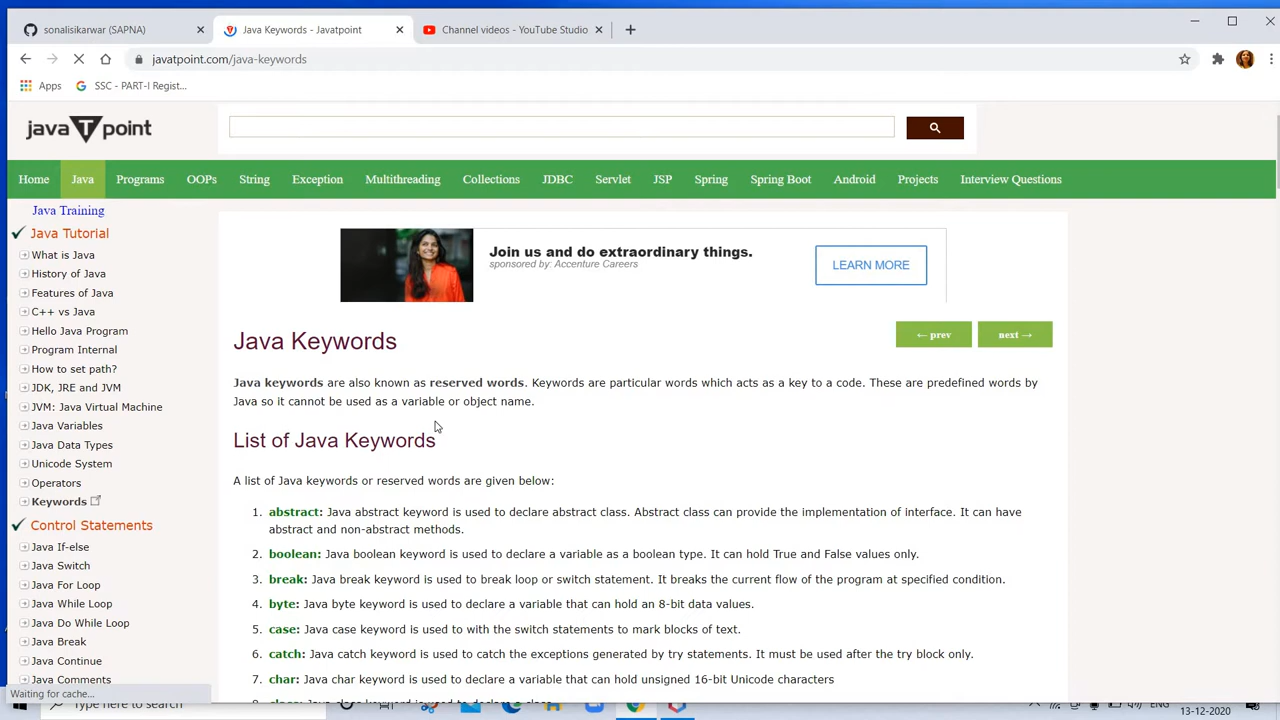 sonalisikarwar (SAPNA)
Java Keywords - Javatpoint
Channel videos - YouTube Studio
javatpoint.com/java-keywords
Apps
SSC - PART-I Regist...
java T point
Home
Java
Programs
OOPs
String
Exception
Multithreading
Collections
JDBC
Servlet
JSP
Spring
Spring Boot
Android
Projects
Interview Questions
Java Training
Java Tutorial
What is Java
History of Java
Features of Java
C++ vs Java
Hello Java Program
Program Internal
How to set path?
JDK, JRE and JVM
JVM: Java Virtual Machine
Java Variables
Java Data Types
Unicode System
Operators
Keywords
Control Statements
Java If-else
Java Switch
Java For Loop
Java While Loop
Java Do While Loop
Java Break
Java Continue
Java Comments
Join us and do extraordinary things.
sponsored by: Accenture Careers
LEARN MORE
Java Keywords
← prev
next →
Java keywords are also known as reserved words. Keywords are particular words which acts as a key to a code. These are predefined words by
Java so it cannot be used as a variable or object name.
List of Java Keywords
A list of Java keywords or reserved words are given below:
1. abstract: Java abstract keyword is used to declare abstract class. Abstract class can provide the implementation of interface. It can have
abstract and non-abstract methods.
2. boolean: Java boolean keyword is used to declare a variable as a boolean type. It can hold True and False values only.
3. break: Java break keyword is used to break loop or switch statement. It breaks the current flow of the program at specified condition.
4. byte: Java byte keyword is used to declare a variable that can hold an 8-bit data values.
5. case: Java case keyword is used to with the switch statements to mark blocks of text.
6. catch: Java catch keyword is used to catch the exceptions generated by try statements. It must be used after the try block only.
7. char: Java char keyword is used to declare a variable that can hold unsigned 16-bit Unicode characters
Waiting for cache...
Type here to search
ENG
13-12-2020